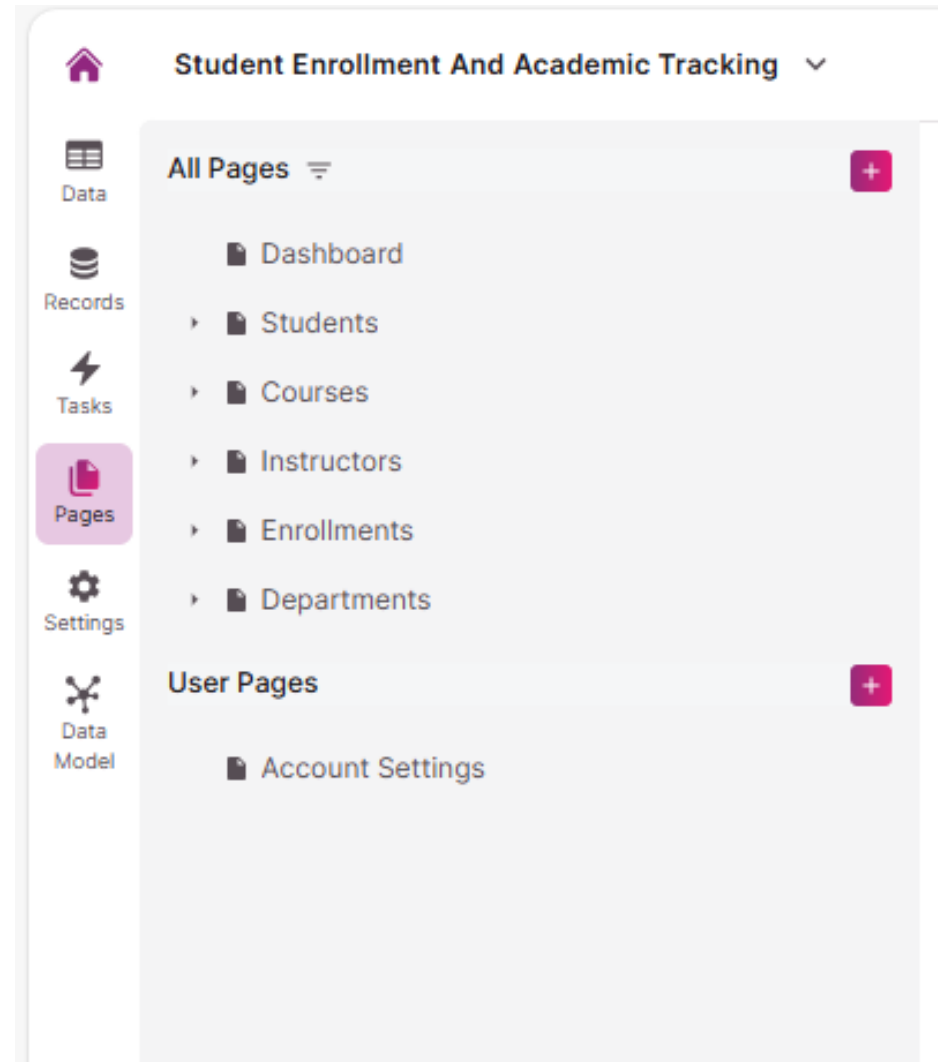 Student Enrollment And Academic Tracking
Data
Records
Tasks
Pages
Settings
Data
Model
All Pages
Dashboard
Students
Courses
Instructors
Enrollments
Departments
User Pages
Account Settings